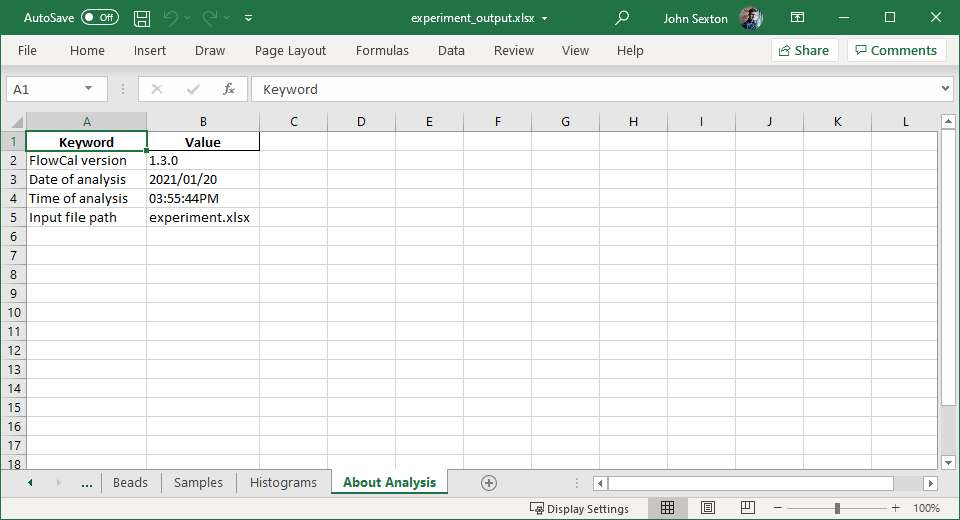 AutoSave Off experiment_output.xlsx John Sexton
File Home Insert Draw Page Layout Formulas Data Review View Help Share Comments
A1 fx Keyword
A B C D E F G H I J K L
1 Keyword Value
2 FlowCal version 1.3.0
3 Date of analysis 2021/01/20
4 Time of analysis 03:55:44PM
5 Input file path experiment.xlsx
6
7
8
9
10
11
12
13
14
15
16
17
18
... Beads Samples Histograms About Analysis
Display Settings 100%